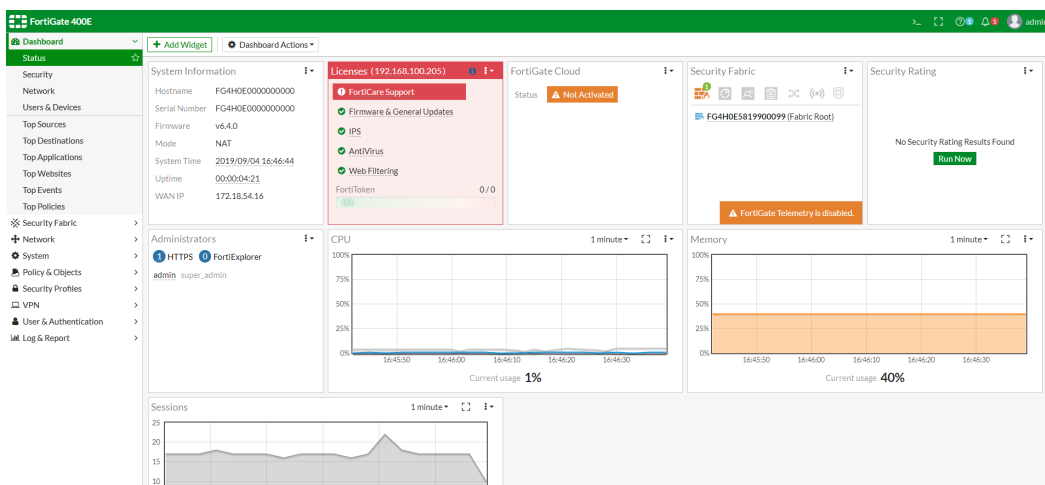 FortiGate 400E
>_
1
1
admin
Dashboard
Status
Security
Network
Users & Devices
Top Sources
Top Destinations
Top Applications
Top Websites
Top Events
Top Policies
Security Fabric
Network
System
Policy & Objects
Security Profiles
VPN
User & Authentication
Log & Report
+ Add Widget
Dashboard Actions
System Information
Hostname FG4H0E0000000000
Serial Number FG4H0E0000000000
Firmware v6.4.0
Mode NAT
System Time 2019/09/04 16:46:44
Uptime 00:00:04:21
WAN IP 172.18.54.16
Licenses (192.168.100.205)
FortiCare Support
Firmware & General Updates
IPS
AntiVirus
Web Filtering
FortiToken 0 / 0
0%
FortiGate Cloud
Status Not Activated
Security Fabric
1
FG4H0E5819900099 (Fabric Root)
FortiGate Telemetry is disabled.
Security Rating
No Security Rating Results Found
Run Now
Administrators
1 HTTPS 0 FortiExplorer
admin super_admin
CPU 1 minute
100%
75%
50%
25%
0%
16:45:50 16:46:00 16:46:10 16:46:20 16:46:30
Current usage 1%
Memory 1 minute
100%
75%
50%
25%
0%
16:45:50 16:46:00 16:46:10 16:46:20 16:46:30
Current usage 40%
Sessions 1 minute
25
20
15
10